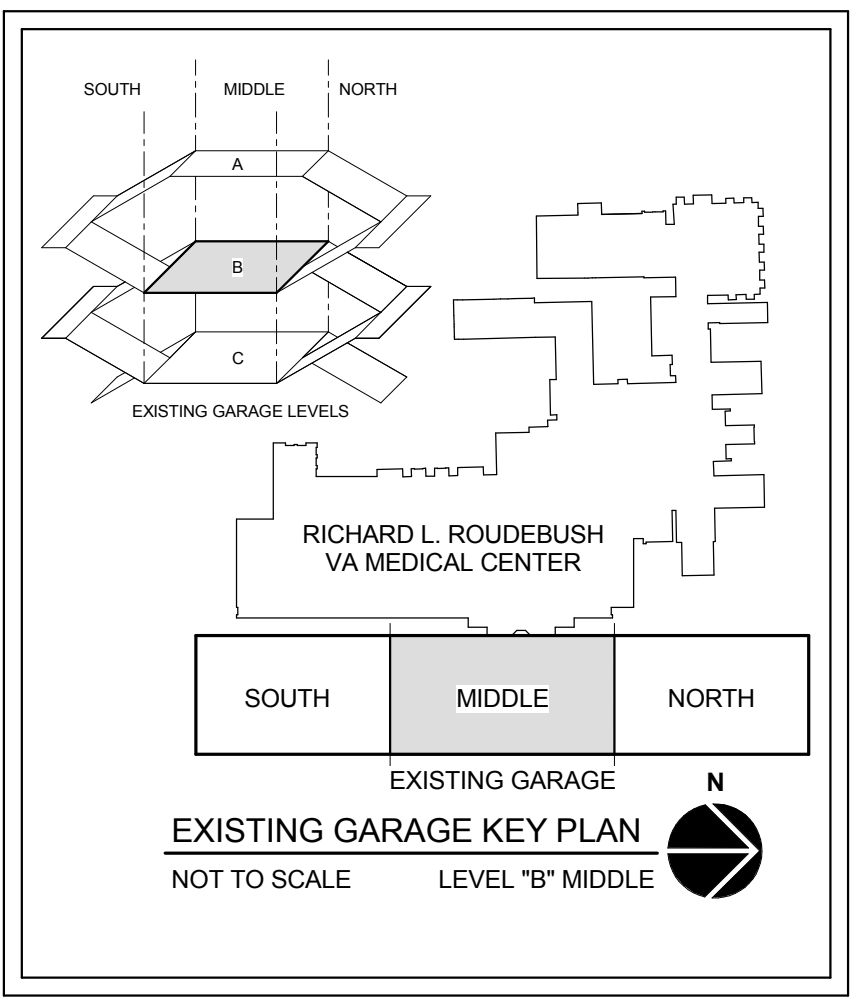 SOUTH MIDDLE NORTH
A
B
C
EXISTING GARAGE LEVELS
RICHARD L. ROUDEBUSH
VA MEDICAL CENTER
SOUTH MIDDLE NORTH
EXISTING GARAGE
N
EXISTING GARAGE KEY PLAN
NOT TO SCALE LEVEL "B" MIDDLE